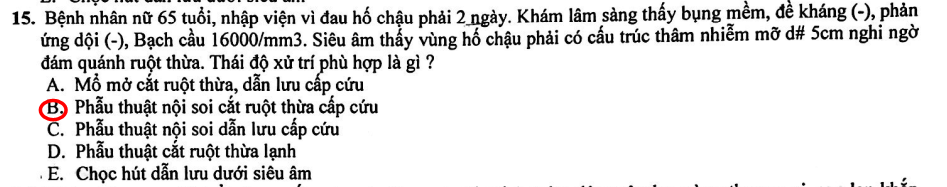 15. Bệnh nhân nữ 65 tuổi, nhập viện vì đau hố chậu phải 2 ngày. Khám lâm sàng thấy bụng mềm, đề kháng (-), phản
ứng dội (-), Bạch cầu 16000/mm3. Siêu âm thấy vùng hố chậu phải có cấu trúc thâm nhiễm mỡ d# 5cm nghi ngờ
đám quánh ruột thừa. Thái độ xử trí phù hợp là gì ?
A. Mổ mở cắt ruột thừa, dẫn lưu cấp cứu
B. Phẫu thuật nội soi cắt ruột thừa cấp cứu
C. Phẫu thuật nội soi dẫn lưu cấp cứu
D. Phẫu thuật cắt ruột thừa lạnh
E. Chọc hút dẫn lưu dưới siêu âm